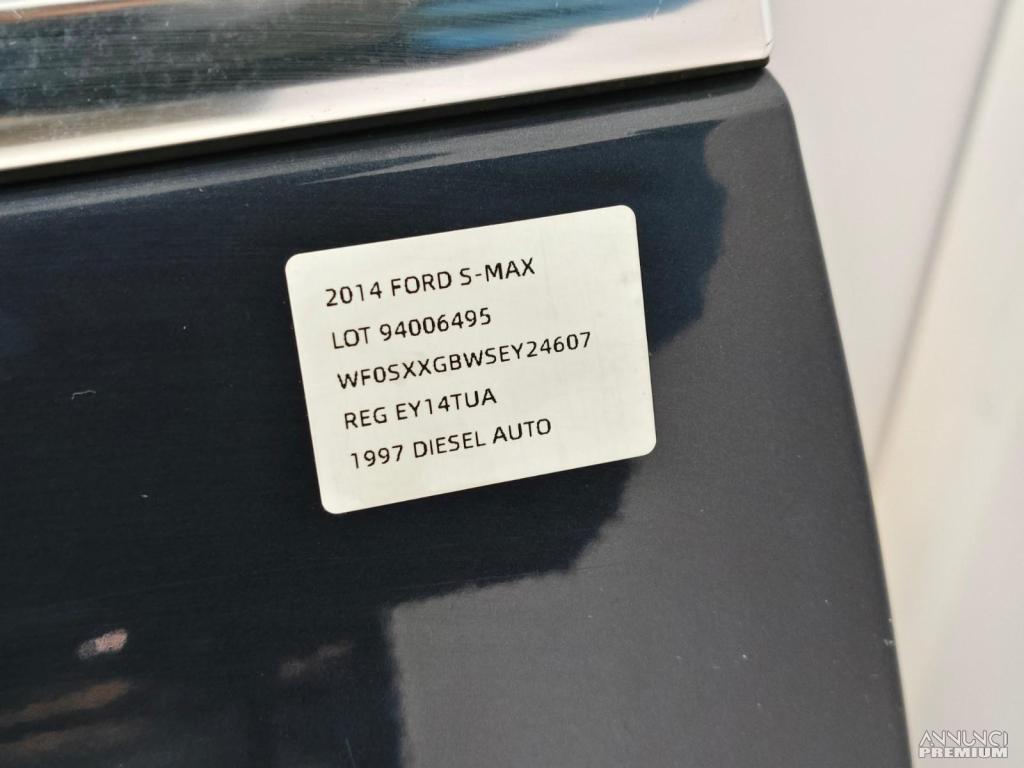 2014 FORD S-MAX
LOT 94006495
WF0SXXGBWSEY24607
REG EY14TUA
1997 DIESEL AUTO
ANNUNCI
PREMIUM